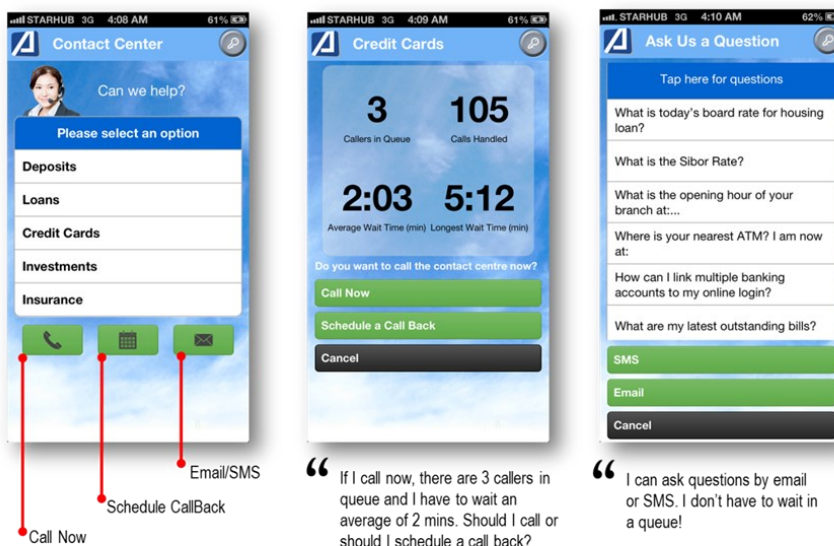 STARHUB 3G 4:08 AM 61%
Contact Center
Can we help?
Please select an option
Deposits
Loans
Credit Cards
Investments
Insurance
Email/SMS
Schedule CallBack
Call Now
STARHUB 3G 4:09 AM 61%
Credit Cards
3 105
Callers in Queue Calls Handled
2:03 5:12
Average Wait Time (min) Longest Wait Time (min)
Do you want to call the contact centre now?
Call Now
Schedule a Call Back
Cancel
“ If I call now, there are 3 callers in
queue and I have to wait an
average of 2 mins. Should I call or
should I schedule a call back?
STARHUB 3G 4:10 AM 62%
Ask Us a Question
Tap here for questions
What is today's board rate for housing
loan?
What is the Sibor Rate?
What is the opening hour of your
branch at:...
Where is your nearest ATM? I am now
at:
How can I link multiple banking
accounts to my online login?
What are my latest outstanding bills?
SMS
Email
Cancel
“ I can ask questions by email
or SMS. I don't have to wait in
a queue!